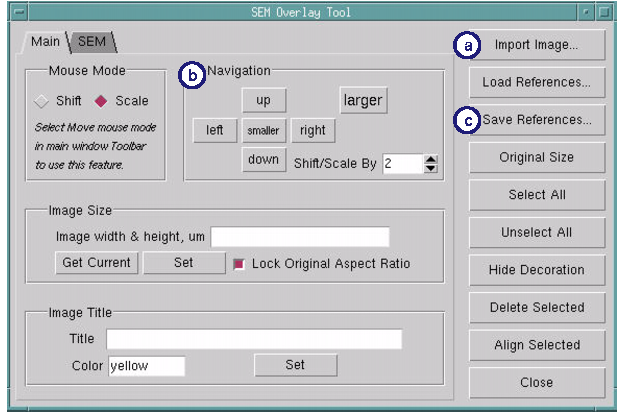 SEM Overlay Tool
Main SEM
Mouse Mode
Shift Scale
Select Move mouse mode
in main window Toolbar
to use this feature.
b Navigation
up larger
left smaller right
down Shift/Scale By 2
Image Size
Image width & height, um
Get Current Set Lock Original Aspect Ratio
Image Title
Title
Color yellow Set
a Import Image...
Load References...
c Save References...
Original Size
Select All
Unselect All
Hide Decoration
Delete Selected
Align Selected
Close